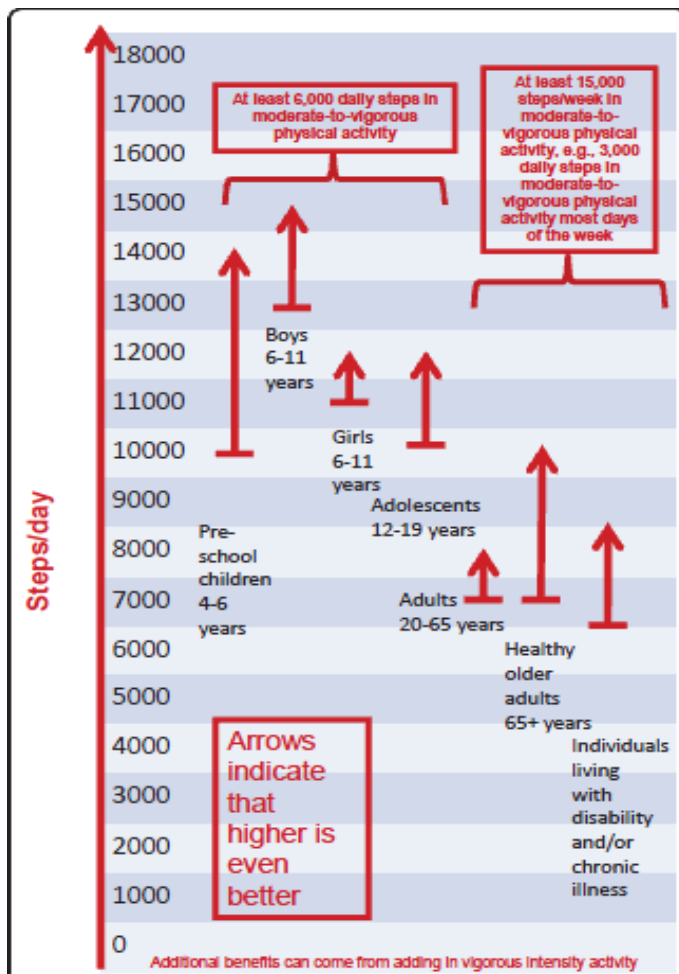 18000
17000
16000
15000
14000
13000
12000
11000
10000
9000
8000
7000
6000
5000
4000
3000
2000
1000
0
Steps/day
At least 6,000 daily steps in
moderate-to-vigorous
physical activity
At least 15,000
steps/week in
moderate-to-
vigorous physical
activity, e.g., 3,000
daily steps in
moderate-to-
vigorous physical
activity most days
of the week
Pre-
school
children
4-6
years
Boys
6-11
years
Girls
6-11
years
Adolescents
12-19 years
Adults
20-65 years
Healthy
older
adults
65+ years
Individuals
living
with
disability
and/or
chronic
illness
Arrows
indicate
that
higher is
even
better
Additional benefits can come from adding in vigorous intensity activity